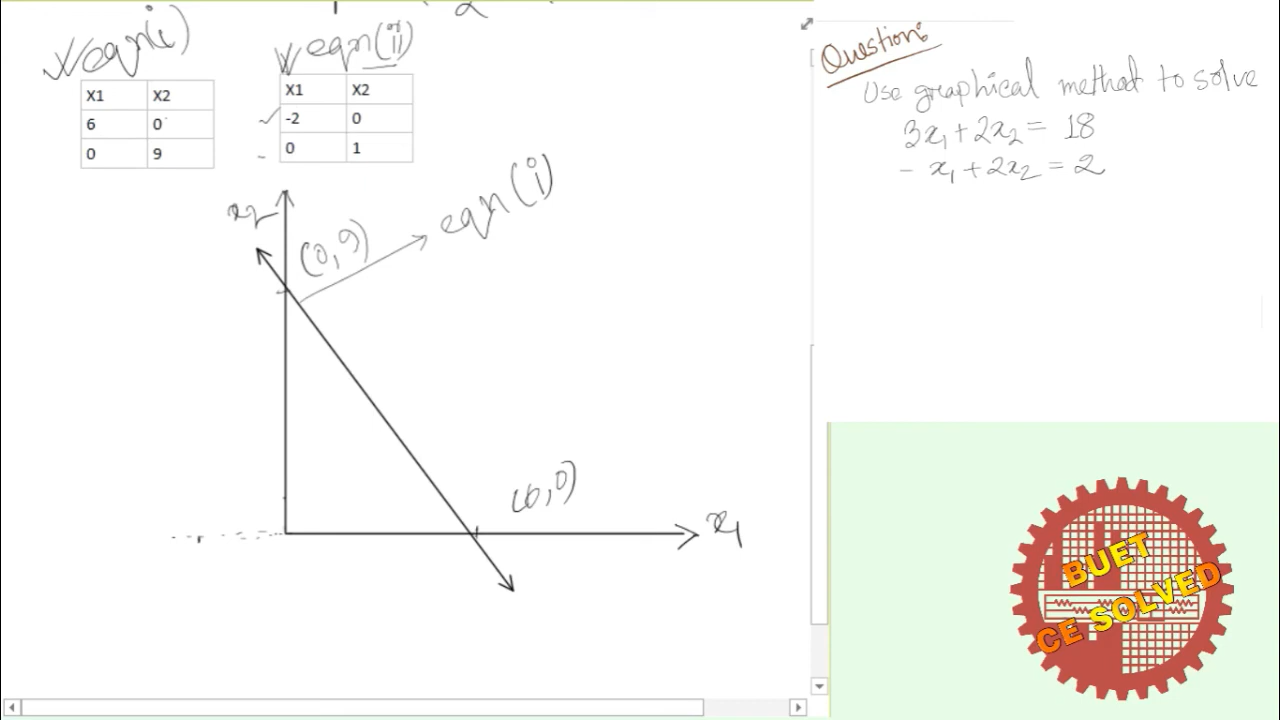 eqn(i)
X1 X2
6 0
0 9
eqn(ii)
X1 X2
-2 0
0 1
x2
(0,9)
eqn(i)
(6,0)
x1
Question:
Use graphical method to solve
3x₁ + 2x₂ = 18
- x₁ + 2x₂ = 2
BUET
CE SOLVED